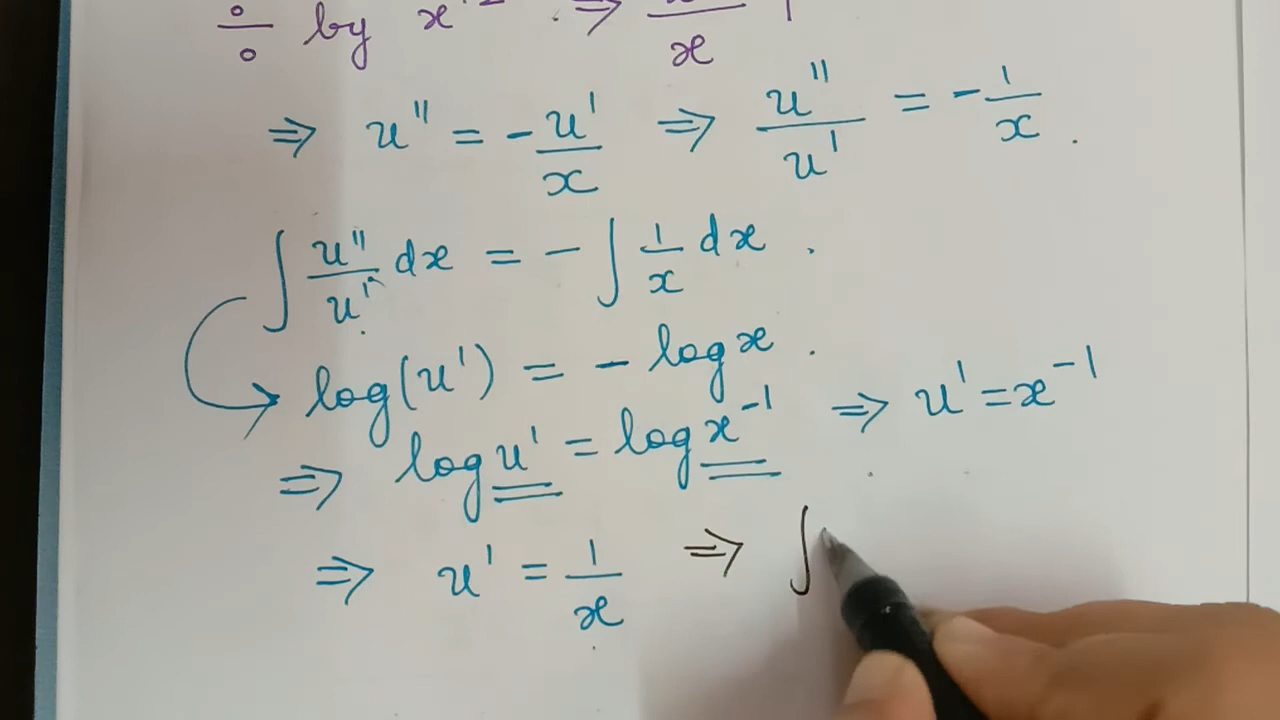 ÷ by x ⇒ x
⇒ u'' = - u'/x ⇒ u''/u' = - 1/x .
∫ u''/u' dx = - ∫ 1/x dx .
log(u') = - log x .
⇒ log u' = log x⁻¹ ⇒ u' = x⁻¹
⇒ u' = 1/x ⇒ ∫